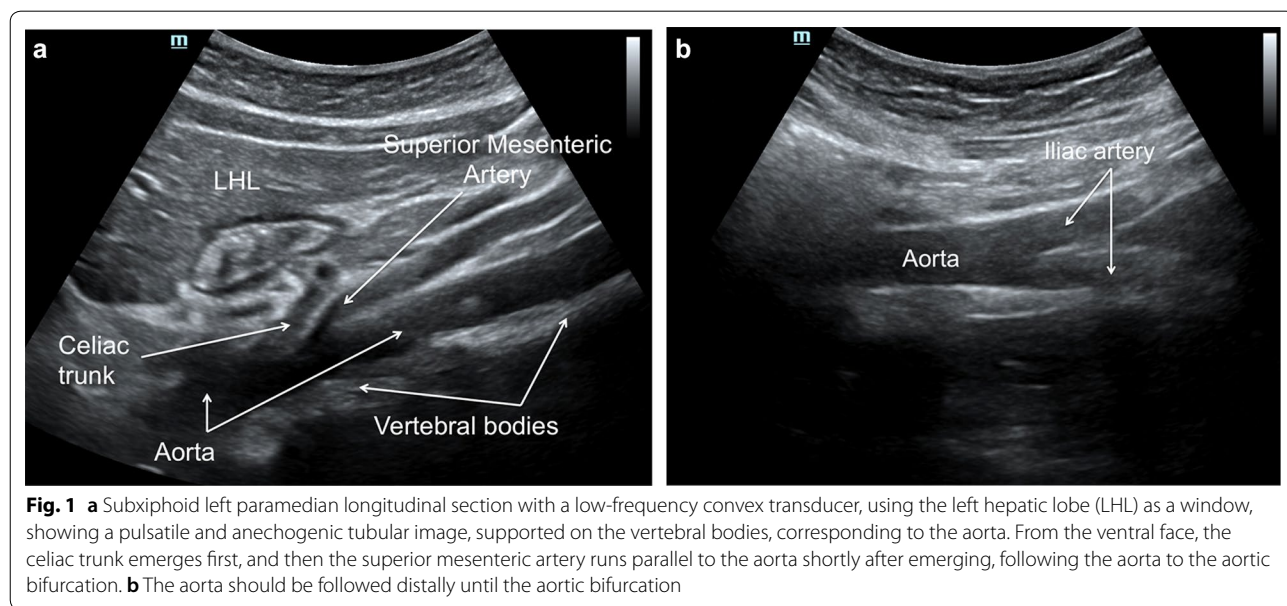 a
m
Superior Mesenteric
Artery
LHL
Celiac
trunk
Aorta
Vertebral bodies
b
m
Iliac artery
Aorta
Fig. 1 a Subxiphoid left paramedian longitudinal section with a low-frequency convex transducer, using the left hepatic lobe (LHL) as a window,
showing a pulsatile and anechogenic tubular image, supported on the vertebral bodies, corresponding to the aorta. From the ventral face, the
celiac trunk emerges first, and then the superior mesenteric artery runs parallel to the aorta shortly after emerging, following the aorta to the aortic
bifurcation. b The aorta should be followed distally until the aortic bifurcation